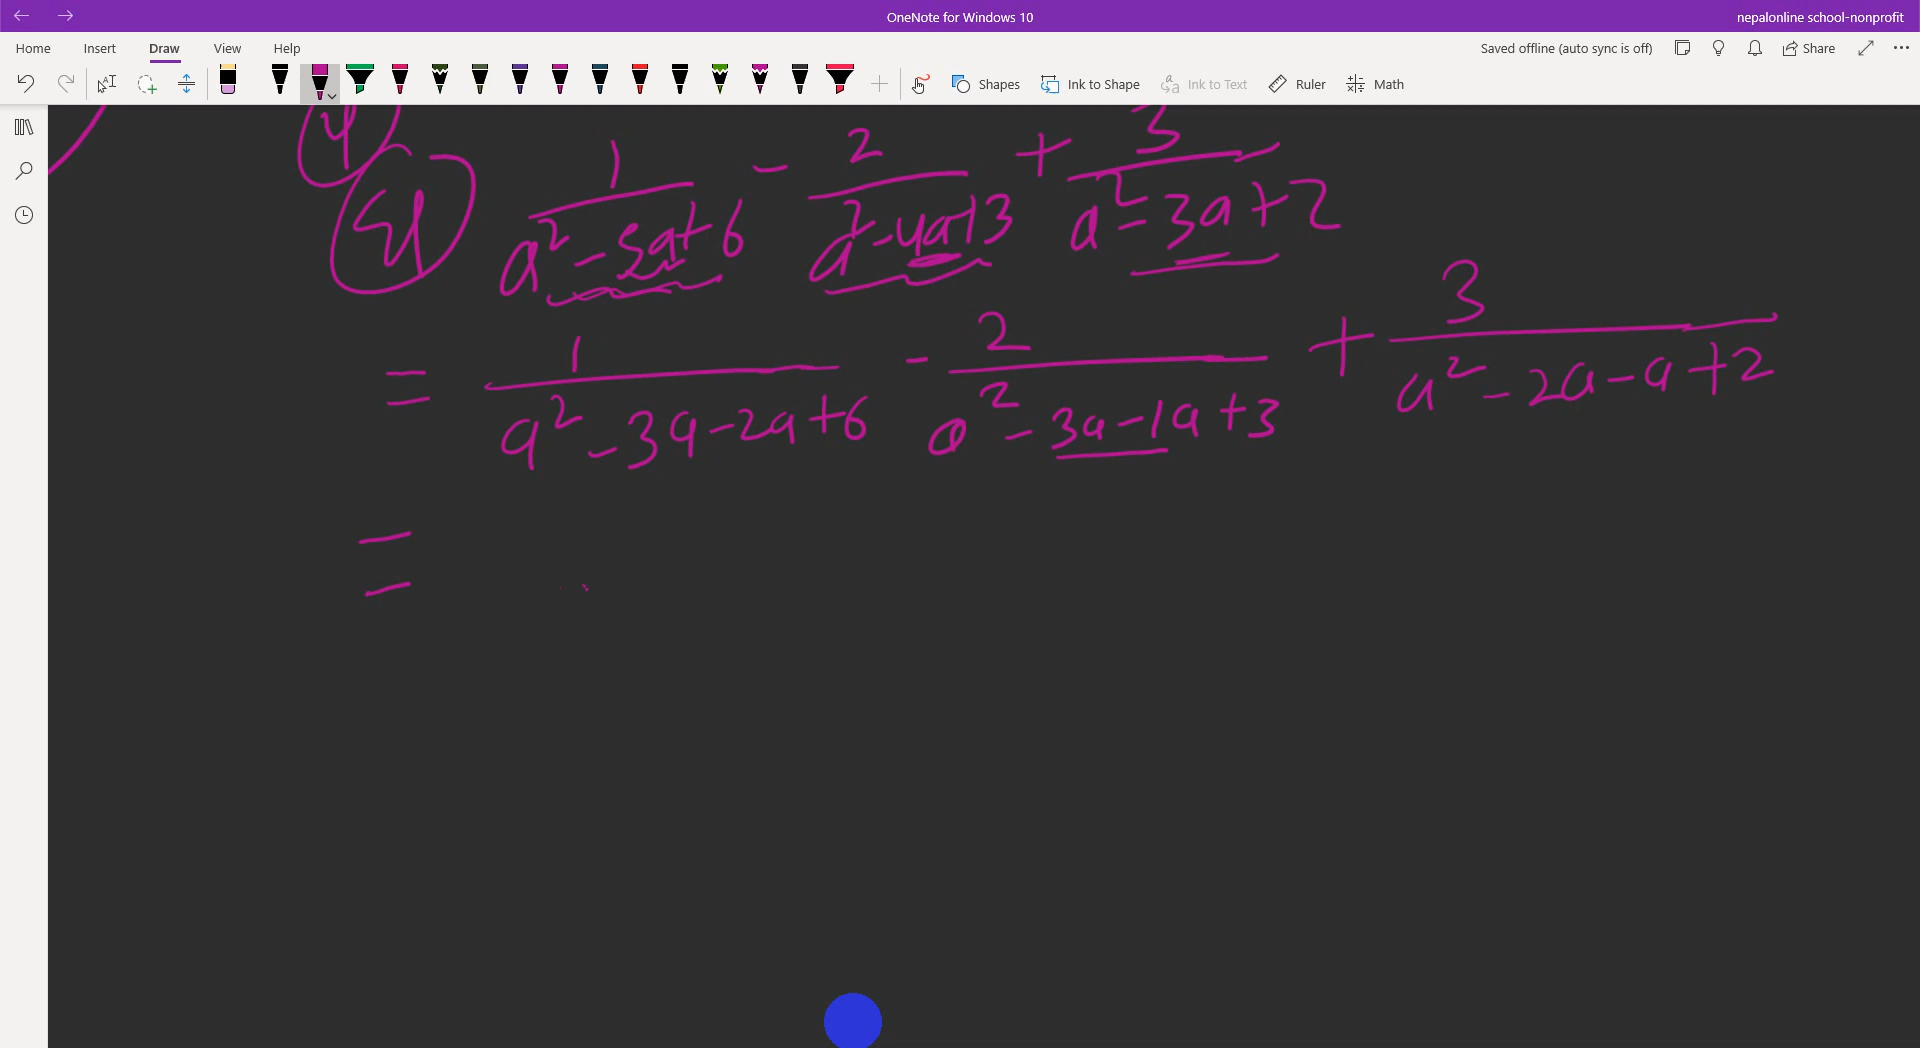 OneNote for Windows 10
nepalonline school-nonprofit
Home Insert Draw View Help
Saved offline (auto sync is off) Share
Shapes Ink to Shape Ink to Text Ruler Math
1/(a² - 5a + 6) - 2/(a² - 4a + 3) + 3/(a² - 3a + 2)
= 1/(a² - 3a - 2a + 6) - 2/(a² - 3a - 1a + 3) + 3/(a² - 2a - a + 2)
=